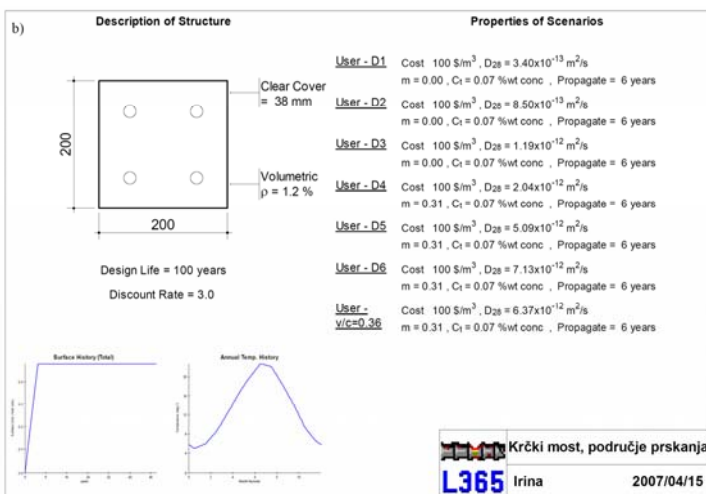 b)
Description of Structure
Clear Cover
= 38 mm
200
Volumetric
ρ = 1.2 %
200
Design Life = 100 years
Discount Rate = 3.0
Properties of Scenarios
User - D1 Cost 100 $/m³ , D28 = 3.40x10⁻¹³ m²/s
m = 0.00 , Ct = 0.07 %wt conc , Propagate = 6 years
User - D2 Cost 100 $/m³ , D28 = 8.50x10⁻¹³ m²/s
m = 0.00 , Ct = 0.07 %wt conc , Propagate = 6 years
User - D3 Cost 100 $/m³ , D28 = 1.19x10⁻¹² m²/s
m = 0.00 , Ct = 0.07 %wt conc , Propagate = 6 years
User - D4 Cost 100 $/m³ , D28 = 2.04x10⁻¹² m²/s
m = 0.31 , Ct = 0.07 %wt conc , Propagate = 6 years
User - D5 Cost 100 $/m³ , D28 = 5.09x10⁻¹² m²/s
m = 0.31 , Ct = 0.07 %wt conc , Propagate = 6 years
User - D6 Cost 100 $/m³ , D28 = 7.13x10⁻¹² m²/s
m = 0.31 , Ct = 0.07 %wt conc , Propagate = 6 years
User - Cost 100 $/m³ , D28 = 6.37x10⁻¹² m²/s
v/c=0.36 m = 0.31 , Ct = 0.07 %wt conc , Propagate = 6 years
Surface History (Total)
Annual Temp. History
Krčki most, područje prskanja
L365 Irina 2007/04/15